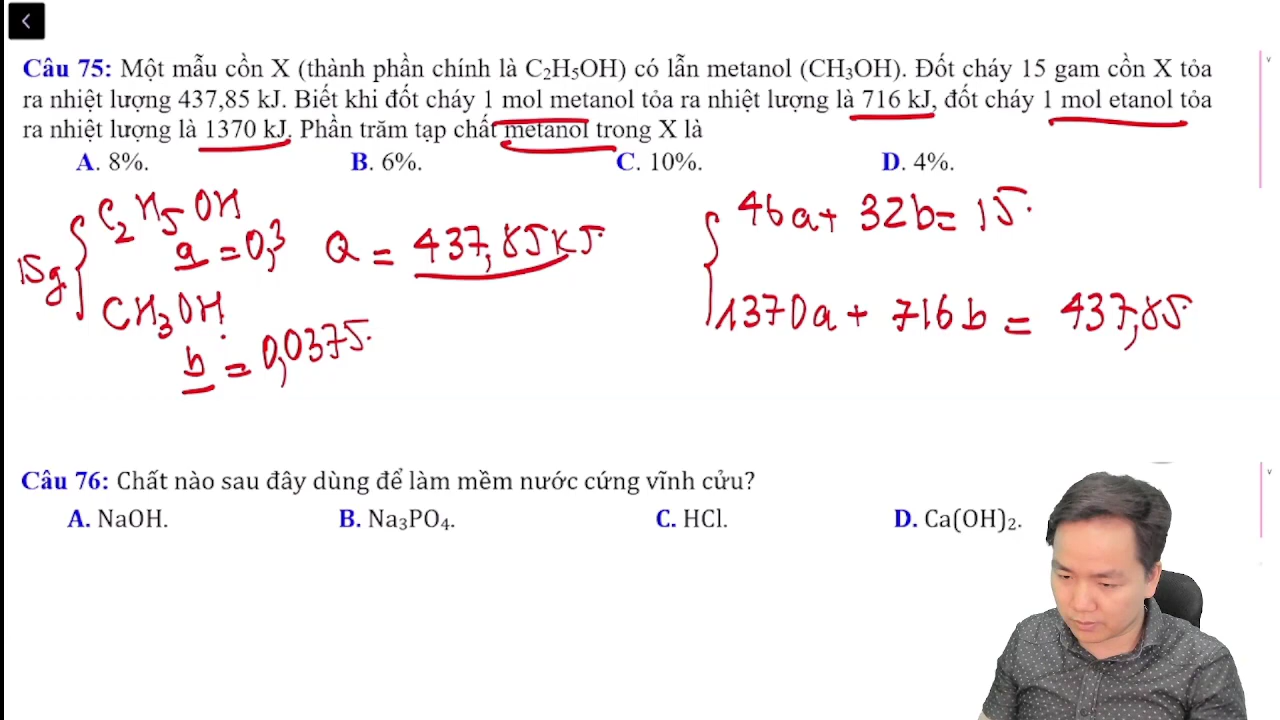 Câu 75: Một mẫu cồn X (thành phần chính là C₂H₅OH) có lẫn metanol (CH₃OH). Đốt cháy 15 gam cồn X tỏa
ra nhiệt lượng 437,85 kJ. Biết khi đốt cháy 1 mol metanol tỏa ra nhiệt lượng là 716 kJ, đốt cháy 1 mol etanol tỏa
ra nhiệt lượng là 1370 kJ. Phần trăm tạp chất metanol trong X là
A. 8%. B. 6%. C. 10%. D. 4%.
15g
C₂H₅OH
a = 0,3
CH₃OH
b = 0,0375.
Q = 437,85 KJ.
46a + 32b = 15.
1370a + 716b = 437,85.
Câu 76: Chất nào sau đây dùng để làm mềm nước cứng vĩnh cửu?
A. NaOH. B. Na₃PO₄. C. HCl. D. Ca(OH)₂.